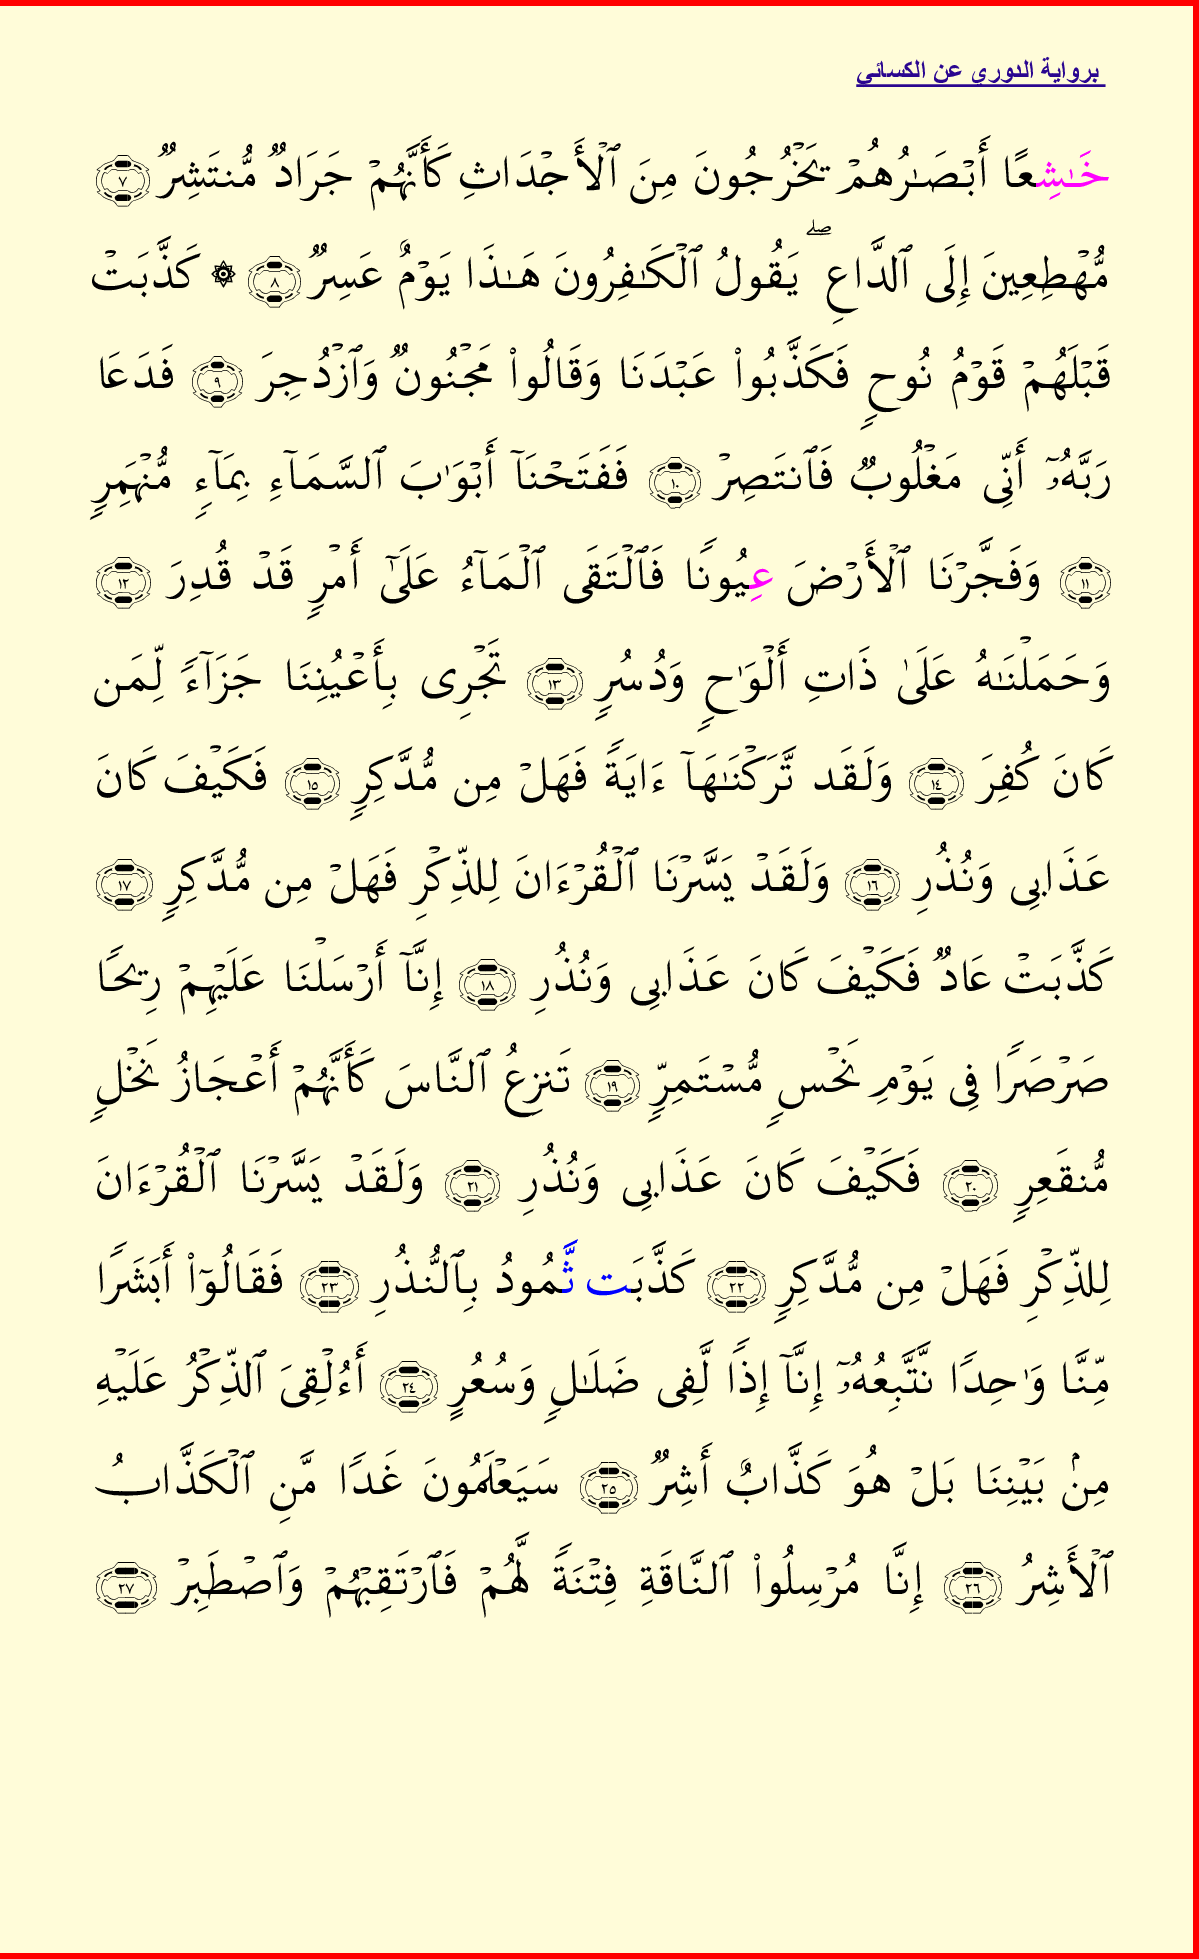 برواية الدوري عن الكسائي
خَٰشِعًا أَبۡصَٰرُهُمۡ يَخۡرُجُونَ مِنَ ٱلۡأَجۡدَاثِ كَأَنَّهُمۡ جَرَادٞ مُّنتَشِرٞ ٧
مُّهۡطِعِينَ إِلَى ٱلدَّاعِۖ يَقُولُ ٱلۡكَٰفِرُونَ هَٰذَا يَوۡمٌ عَسِرٞ ٨ ۞ كَذَّبَتۡ
قَبۡلَهُمۡ قَوۡمُ نُوحٖ فَكَذَّبُواْ عَبۡدَنَا وَقَالُواْ مَجۡنُونٞ وَٱزۡدُجِرَ ٩ فَدَعَا
رَبَّهُۥٓ أَنِّي مَغۡلُوبٞ فَٱنتَصِرۡ ١٠ فَفَتَحۡنَآ أَبۡوَٰبَ ٱلسَّمَآءِ بِمَآءٖ مُّنۡهَمِرٖ
١١ وَفَجَّرۡنَا ٱلۡأَرۡضَ عِيُونٗا فَٱلۡتَقَى ٱلۡمَآءُ عَلَىٰٓ أَمۡرٖ قَدۡ قُدِرَ ١٢
وَحَمَلۡنَٰهُ عَلَىٰ ذَاتِ أَلۡوَٰحٖ وَدُسُرٖ ١٣ تَجۡرِي بِأَعۡيُنِنَا جَزَآءٗ لِّمَن
كَانَ كُفِرَ ١٤ وَلَقَد تَّرَكۡنَٰهَآ ءَايَةٗ فَهَلۡ مِن مُّدَّكِرٖ ١٥ فَكَيۡفَ كَانَ
عَذَابِي وَنُذُرِ ١٦ وَلَقَدۡ يَسَّرۡنَا ٱلۡقُرۡءَانَ لِلذِّكۡرِ فَهَلۡ مِن مُّدَّكِرٖ ١٧
كَذَّبَتۡ عَادٞ فَكَيۡفَ كَانَ عَذَابِي وَنُذُرِ ١٨ إِنَّآ أَرۡسَلۡنَا عَلَيۡهِمۡ رِيحٗا
صَرۡصَرٗا فِي يَوۡمِ نَحۡسٖ مُّسۡتَمِرّٖ ١٩ تَنزِعُ ٱلنَّاسَ كَأَنَّهُمۡ أَعۡجَازُ نَخۡلٖ
مُّنقَعِرٖ ٢٠ فَكَيۡفَ كَانَ عَذَابِي وَنُذُرِ ٢١ وَلَقَدۡ يَسَّرۡنَا ٱلۡقُرۡءَانَ
لِلذِّكۡرِ فَهَلۡ مِن مُّدَّكِرٖ ٢٢ كَذَّبَت ثَّمُودُ بِٱلنُّذُرِ ٢٣ فَقَالُوٓاْ أَبَشَرٗا
مِّنَّا وَٰحِدٗا نَّتَّبِعُهُۥٓ إِنَّآ إِذٗا لَّفِي ضَلَٰلٖ وَسُعُرٍ ٢٤ أَءُلۡقِيَ ٱلذِّكۡرُ عَلَيۡهِ
مِنۢ بَيۡنِنَا بَلۡ هُوَ كَذَّابٌ أَشِرٞ ٢٥ سَيَعۡلَمُونَ غَدٗا مَّنِ ٱلۡكَذَّابُ
ٱلۡأَشِرُ ٢٦ إِنَّا مُرۡسِلُواْ ٱلنَّاقَةِ فِتۡنَةٗ لَّهُمۡ فَٱرۡتَقِبۡهُمۡ وَٱصۡطَبِرۡ ٢٧